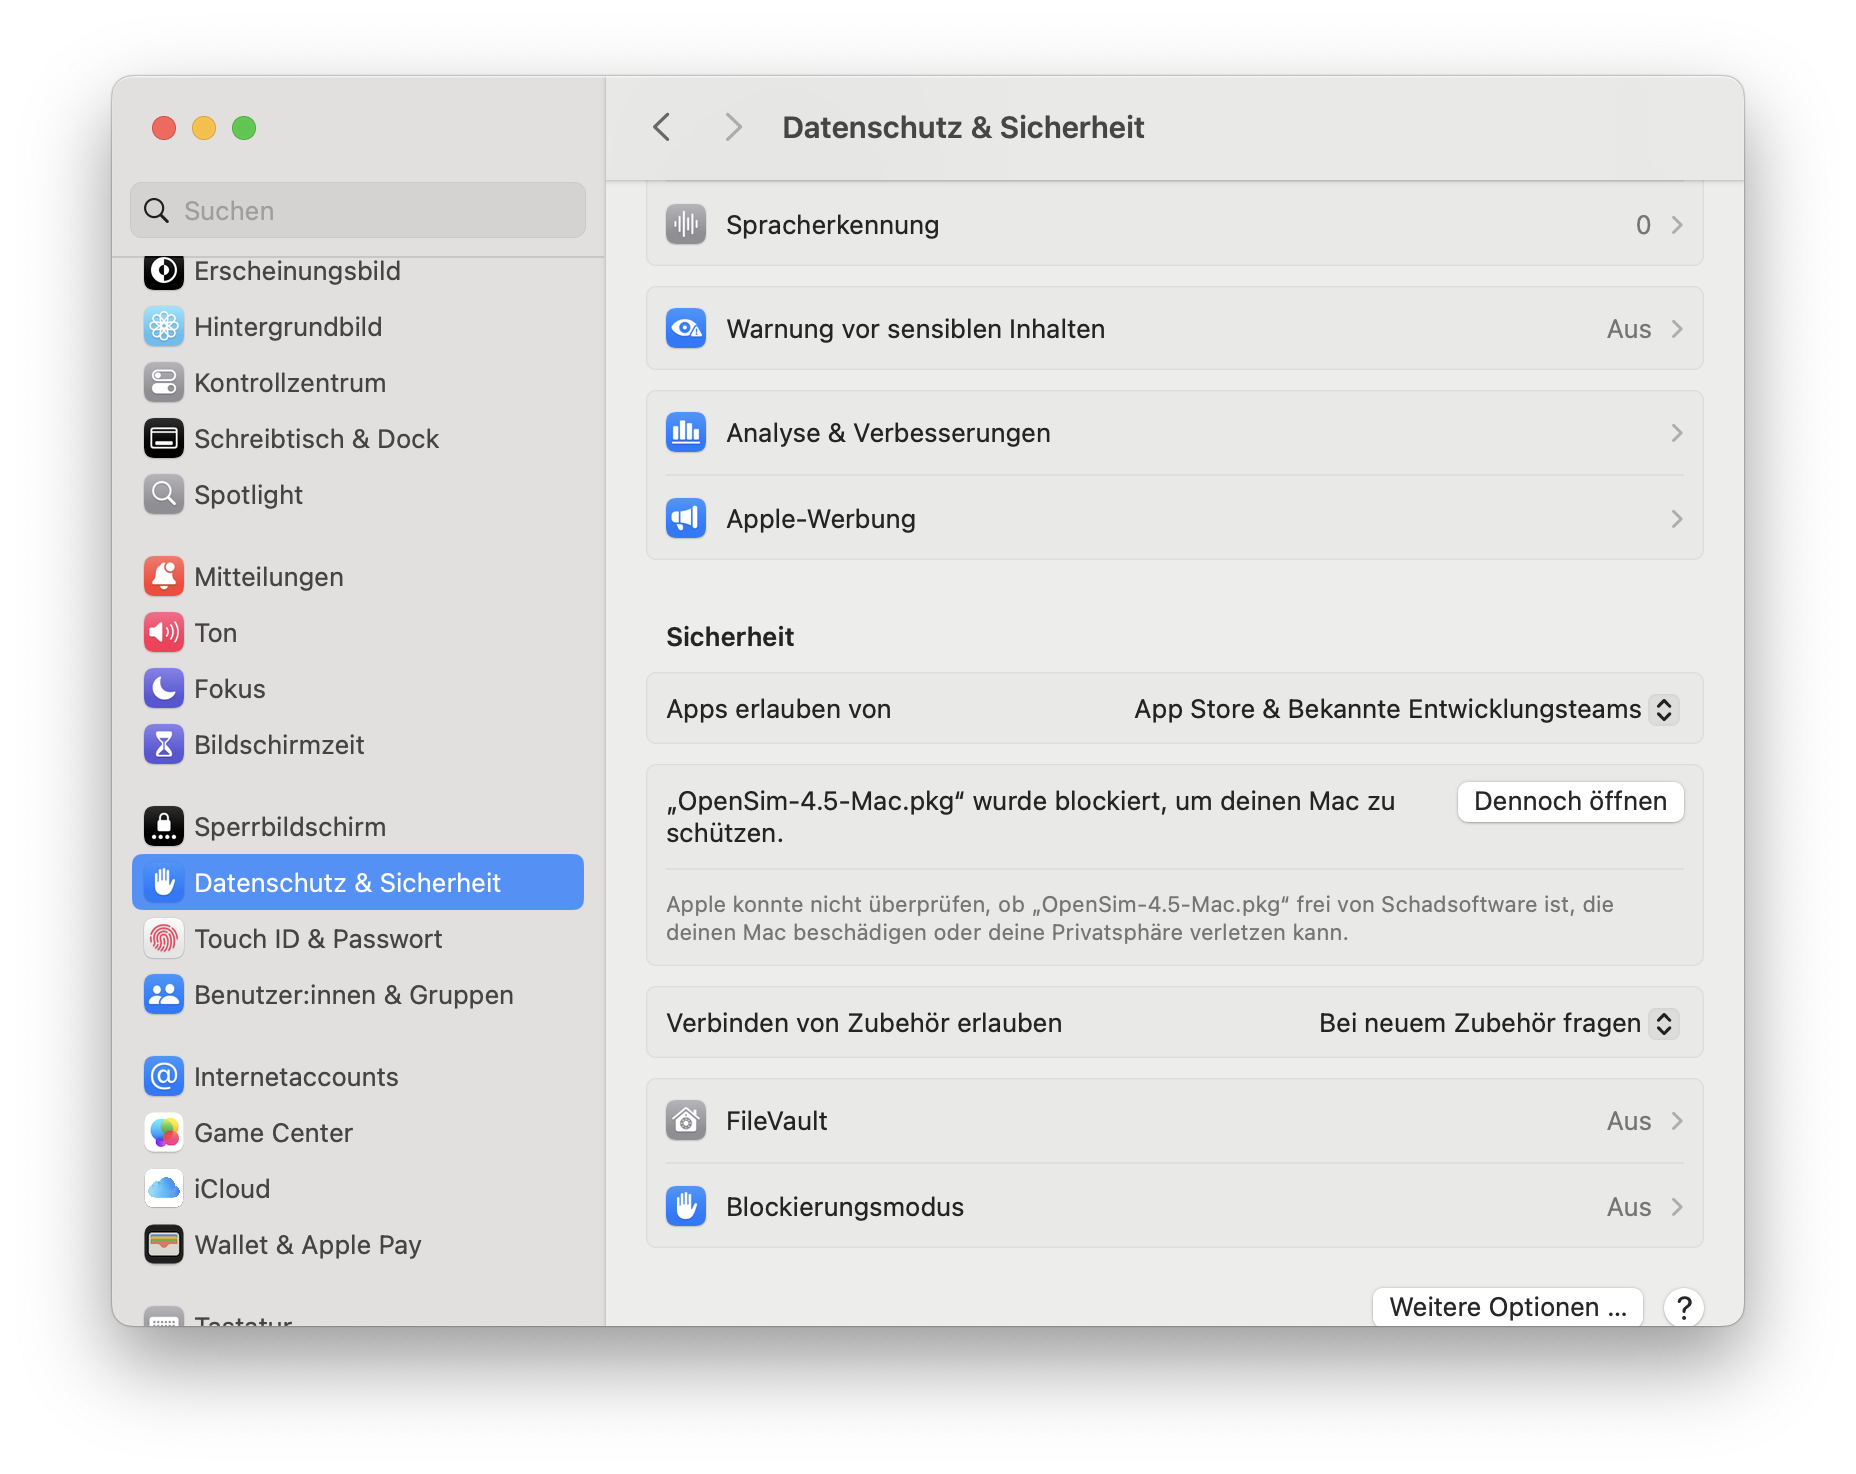 Suchen
Erscheinungsbild
Hintergrundbild
Kontrollzentrum
Schreibtisch & Dock
Spotlight
Mitteilungen
Ton
Fokus
Bildschirmzeit
Sperrbildschirm
Datenschutz & Sicherheit
Touch ID & Passwort
Benutzer:innen & Gruppen
Internetaccounts
Game Center
iCloud
Wallet & Apple Pay
Tastatur
Datenschutz & Sicherheit
Spracherkennung 0
Warnung vor sensiblen Inhalten Aus
Analyse & Verbesserungen
Apple-Werbung
Sicherheit
Apps erlauben von App Store & Bekannte Entwicklungsteams
„OpenSim-4.5-Mac.pkg“ wurde blockiert, um deinen Mac zu
schützen.
Dennoch öffnen
Apple konnte nicht überprüfen, ob „OpenSim-4.5-Mac.pkg“ frei von Schadsoftware ist, die
deinen Mac beschädigen oder deine Privatsphäre verletzen kann.
Verbinden von Zubehör erlauben Bei neuem Zubehör fragen
FileVault Aus
Blockierungsmodus Aus
Weitere Optionen ... ?